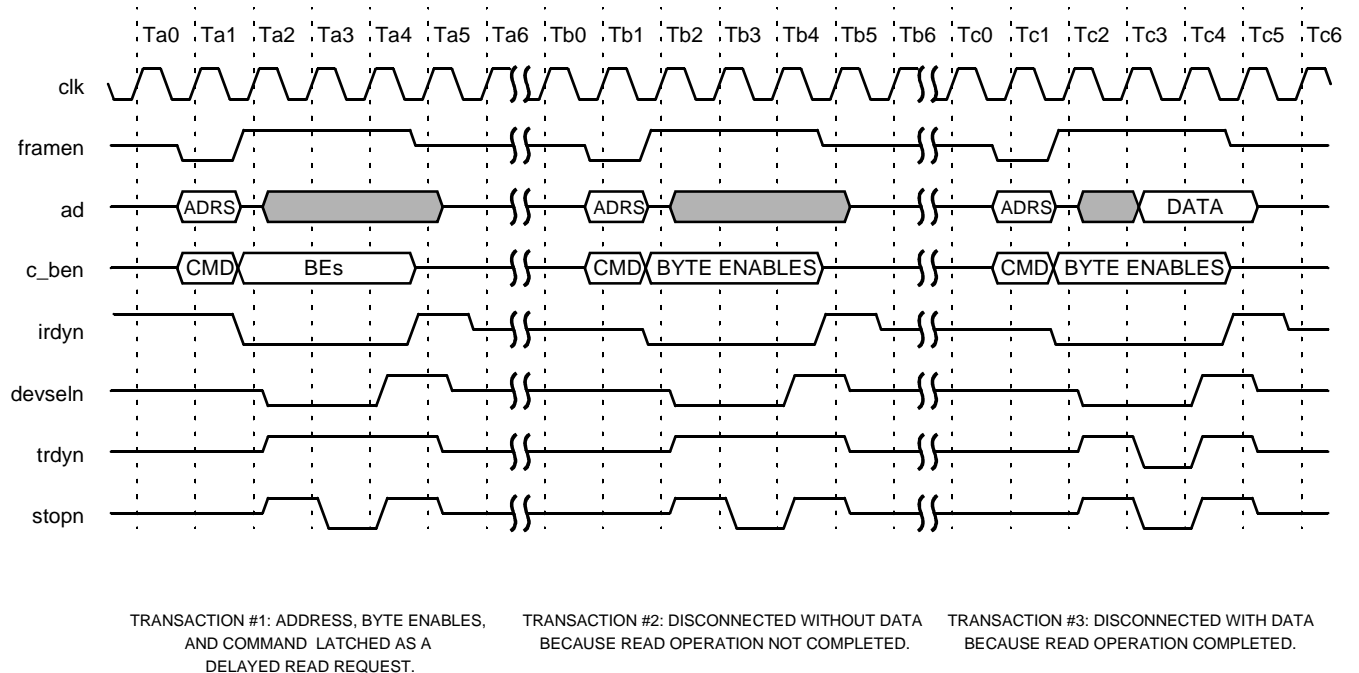 Ta0 Ta1 Ta2 Ta3 Ta4 Ta5 Ta6 Tb0 Tb1 Tb2 Tb3 Tb4 Tb5 Tb6 Tc0 Tc1 Tc2 Tc3 Tc4 Tc5 Tc6
clk
framen
ad ADRS ADRS ADRS DATA
c_ben CMD BEs CMD BYTE ENABLES CMD BYTE ENABLES
irdyn
devseln
trdyn
stopn
TRANSACTION #1: ADDRESS, BYTE ENABLES,
AND COMMAND LATCHED AS A
DELAYED READ REQUEST.
TRANSACTION #2: DISCONNECTED WITHOUT DATA
BECAUSE READ OPERATION NOT COMPLETED.
TRANSACTION #3: DISCONNECTED WITH DATA
BECAUSE READ OPERATION COMPLETED.